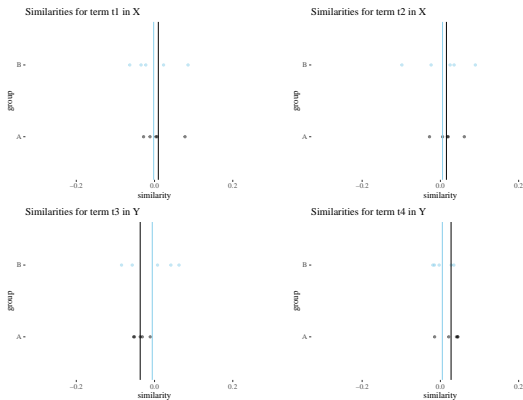 Similarities for term t1 in X
B
group
A
−0.2
0.0
0.2
similarity
Similarities for term t2 in X
B
group
A
−0.2
0.0
0.2
similarity
Similarities for term t3 in Y
B
group
A
−0.2
0.0
0.2
similarity
Similarities for term t4 in Y
B
group
A
−0.2
0.0
0.2
similarity